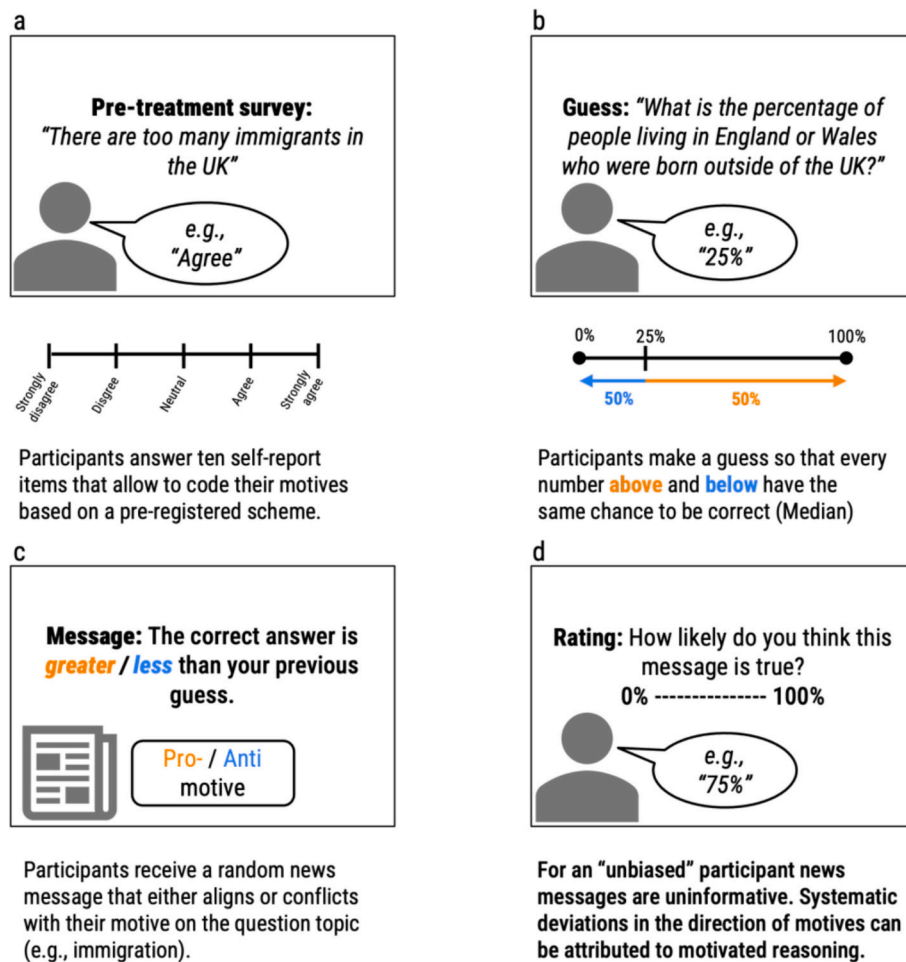 a
Pre-treatment survey:
“There are too many immigrants in
the UK”
e.g.,
“Agree”
Strongly
disagree
Disgree
Neutral
Agree
Strongly
agree
Participants answer ten self-report
items that allow to code their motives
based on a pre-registered scheme.
b
Guess: “What is the percentage of
people living in England or Wales
who were born outside of the UK?”
e.g.,
“25%”
0% 25% 100%
50% 50%
Participants make a guess so that every
number above and below have the
same chance to be correct (Median)
c
Message: The correct answer is
greater / less than your previous
guess.
Pro- / Anti
motive
Participants receive a random news
message that either aligns or conflicts
with their motive on the question topic
(e.g., immigration).
d
Rating: How likely do you think this
message is true?
0% --------------- 100%
e.g.,
“75%”
For an “unbiased” participant news
messages are uninformative. Systematic
deviations in the direction of motives can
be attributed to motivated reasoning.